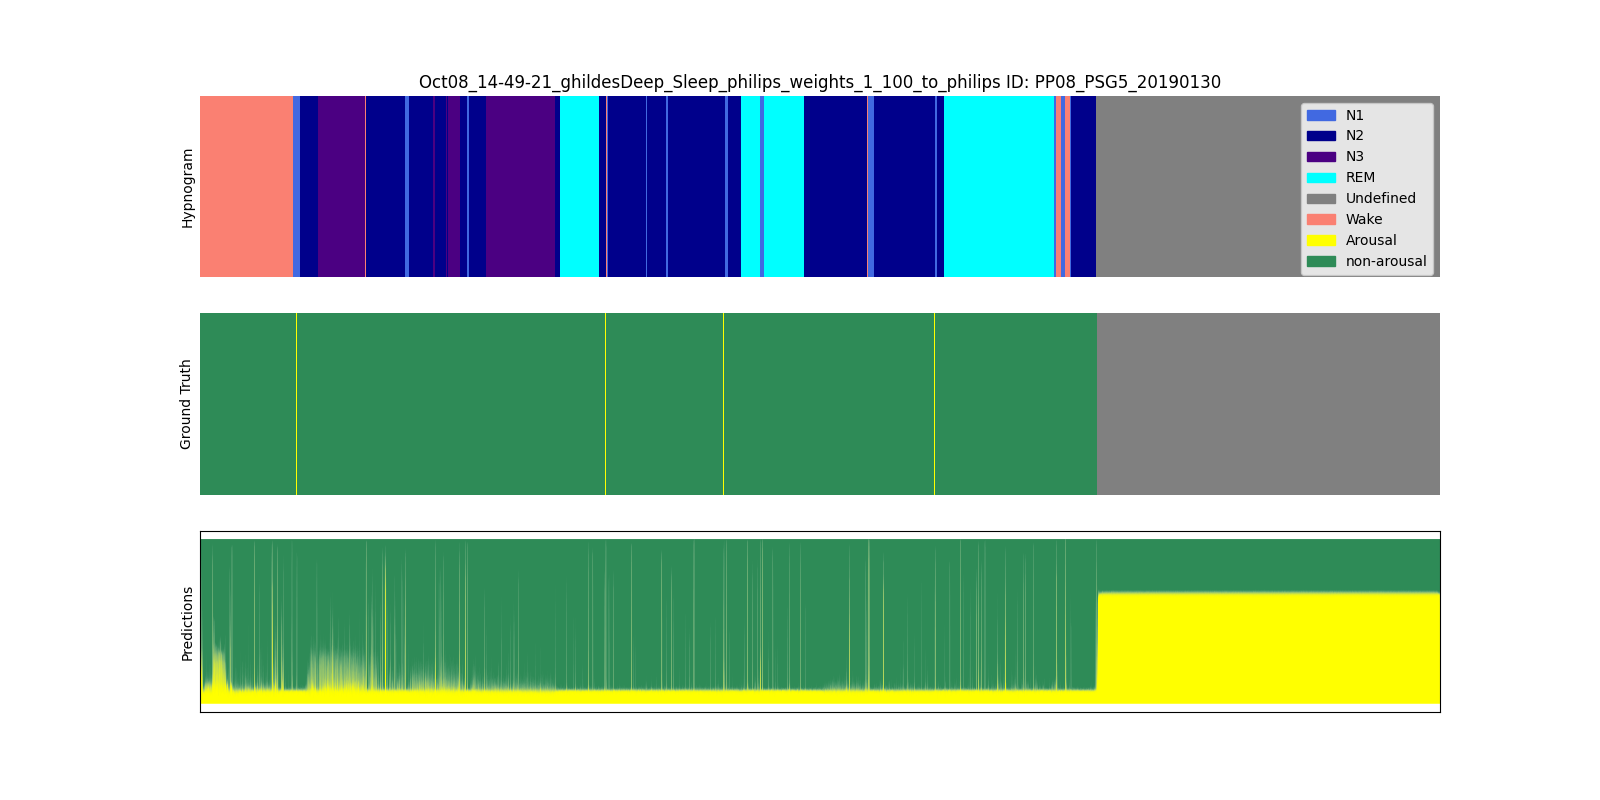 Oct08_14-49-21_ghildesDeep_Sleep_philips_weights_1_100_to_philips ID: PP08_PSG5_20190130
Hypnogram
N1
N2
N3
REM
Undefined
Wake
Arousal
non-arousal
Ground Truth
Predictions